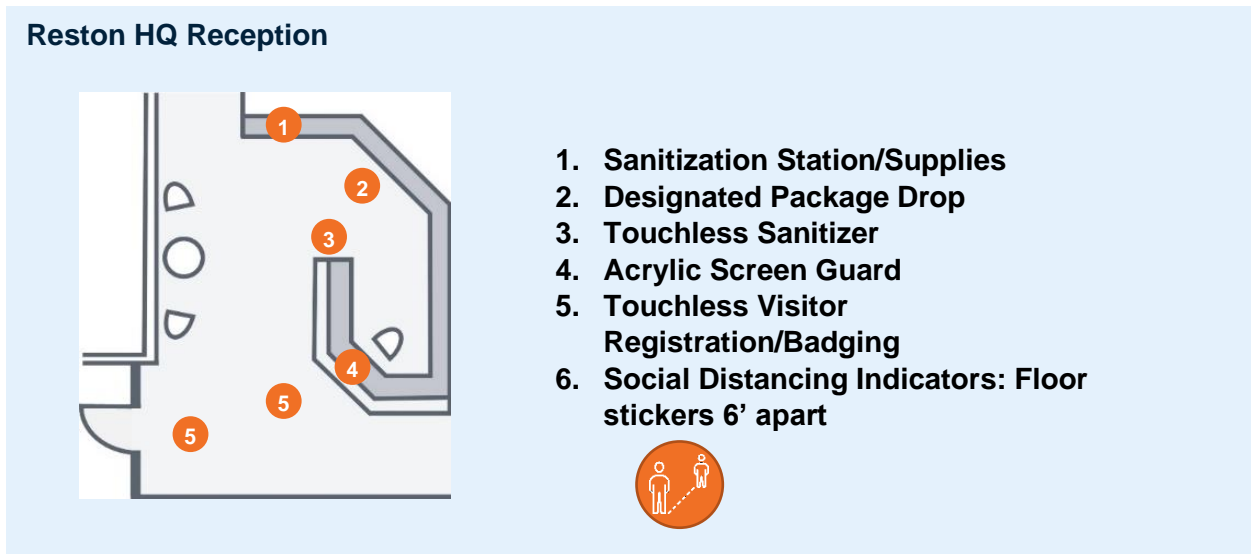 Reston HQ Reception
1
2
3
4
5
5
1. Sanitization Station/Supplies
2. Designated Package Drop
3. Touchless Sanitizer
4. Acrylic Screen Guard
5. Touchless Visitor
Registration/Badging
6. Social Distancing Indicators: Floor
stickers 6’ apart